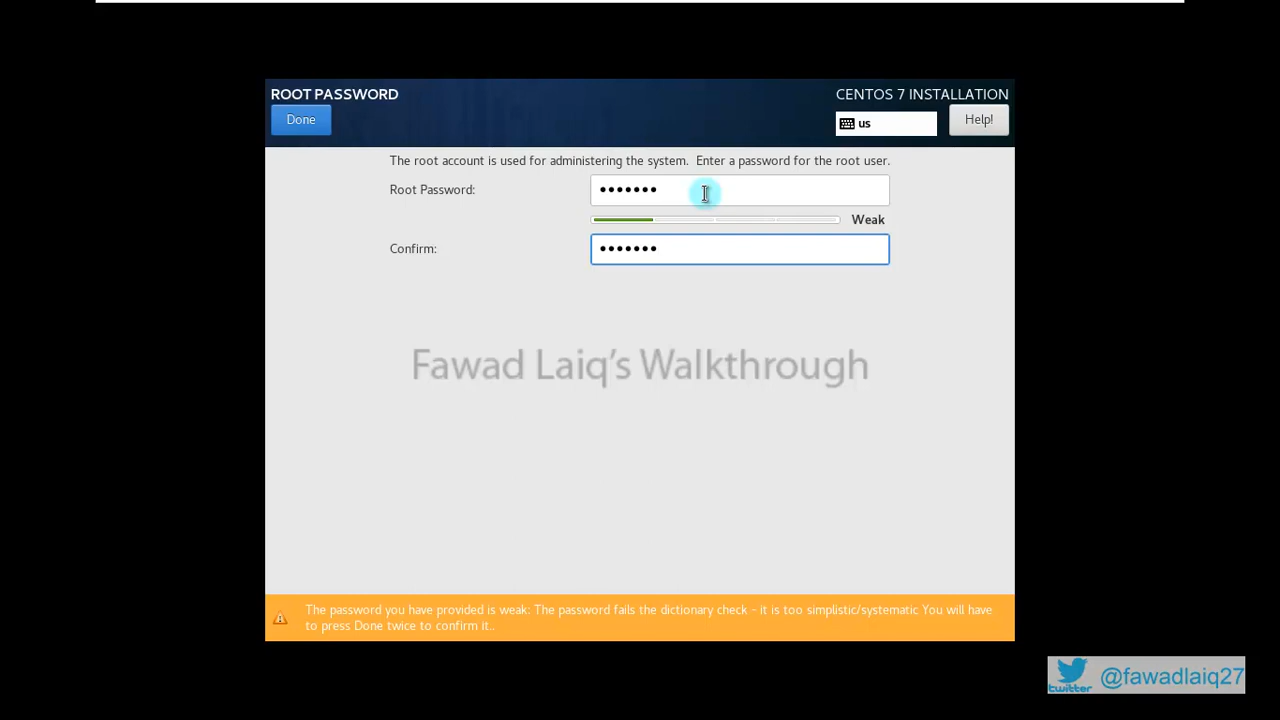 ROOT PASSWORD
CENTOS 7 INSTALLATION
Done
us
Help!
The root account is used for administering the system. Enter a password for the root user.
Root Password:
•••••••
Weak
Confirm:
•••••••
Fawad Laiq's Walkthrough
The password you have provided is weak: The password fails the dictionary check - it is too simplistic/systematic You will have
to press Done twice to confirm it..
twitter @fawadlaiq27